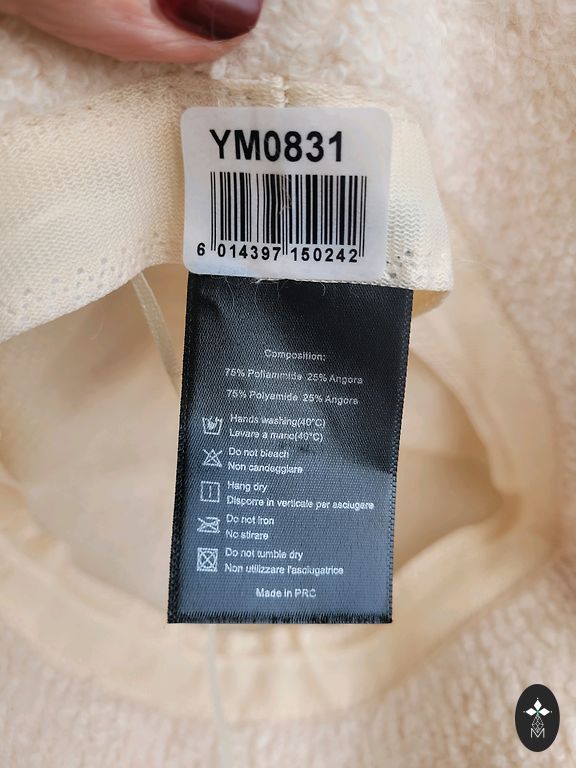 YM0831
6 014397 150242
Composition:
75% Poliammide 25% Angora
75% Polyamide 25% Angora
Hands washing(40°C)
Levare a mano(40°C)
Do not bleach
Non candeggiare
Hang dry
Disporre in verticale per asciugare
Do not iron
No stirare
Do not tumble dry
Non utilizzare l'asciugatrice
Made in PRC
M